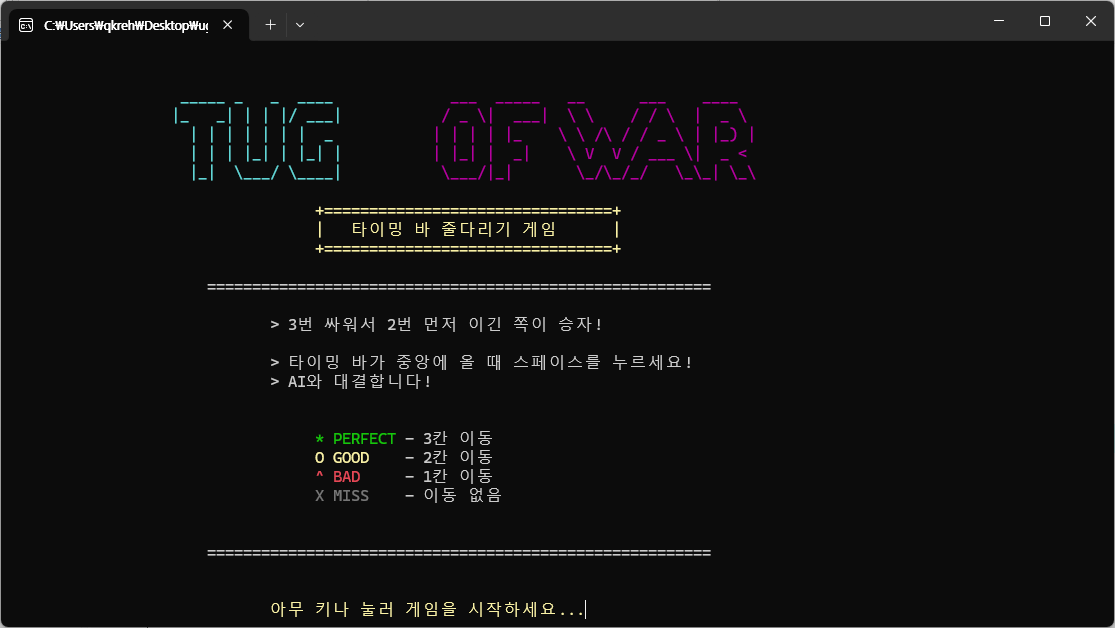 C:₩Users₩qkreh₩Desktop₩ug
TUG OF WAR
타이밍 바 줄다리기 게임
> 3번 싸워서 2번 먼저 이긴 쪽이 승자!
> 타이밍 바가 중앙에 올 때 스페이스를 누르세요!
> AI와 대결합니다!
* PERFECT - 3칸 이동
O GOOD - 2칸 이동
^ BAD - 1칸 이동
X MISS - 이동 없음
아무 키나 눌러 게임을 시작하세요...